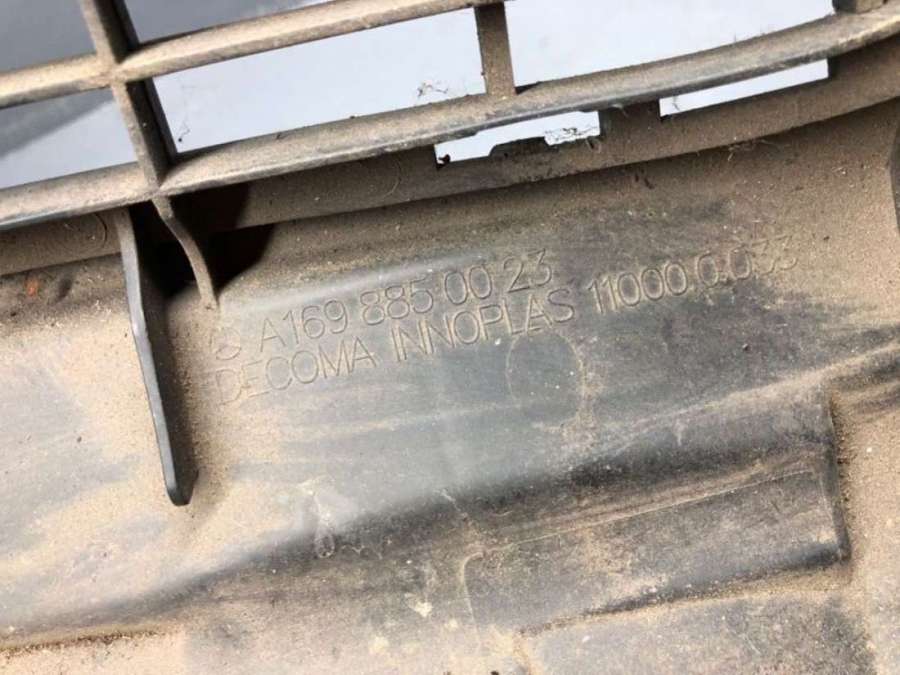 A169 885 00 23
DECOMA INNOPLAS 11000.0.033